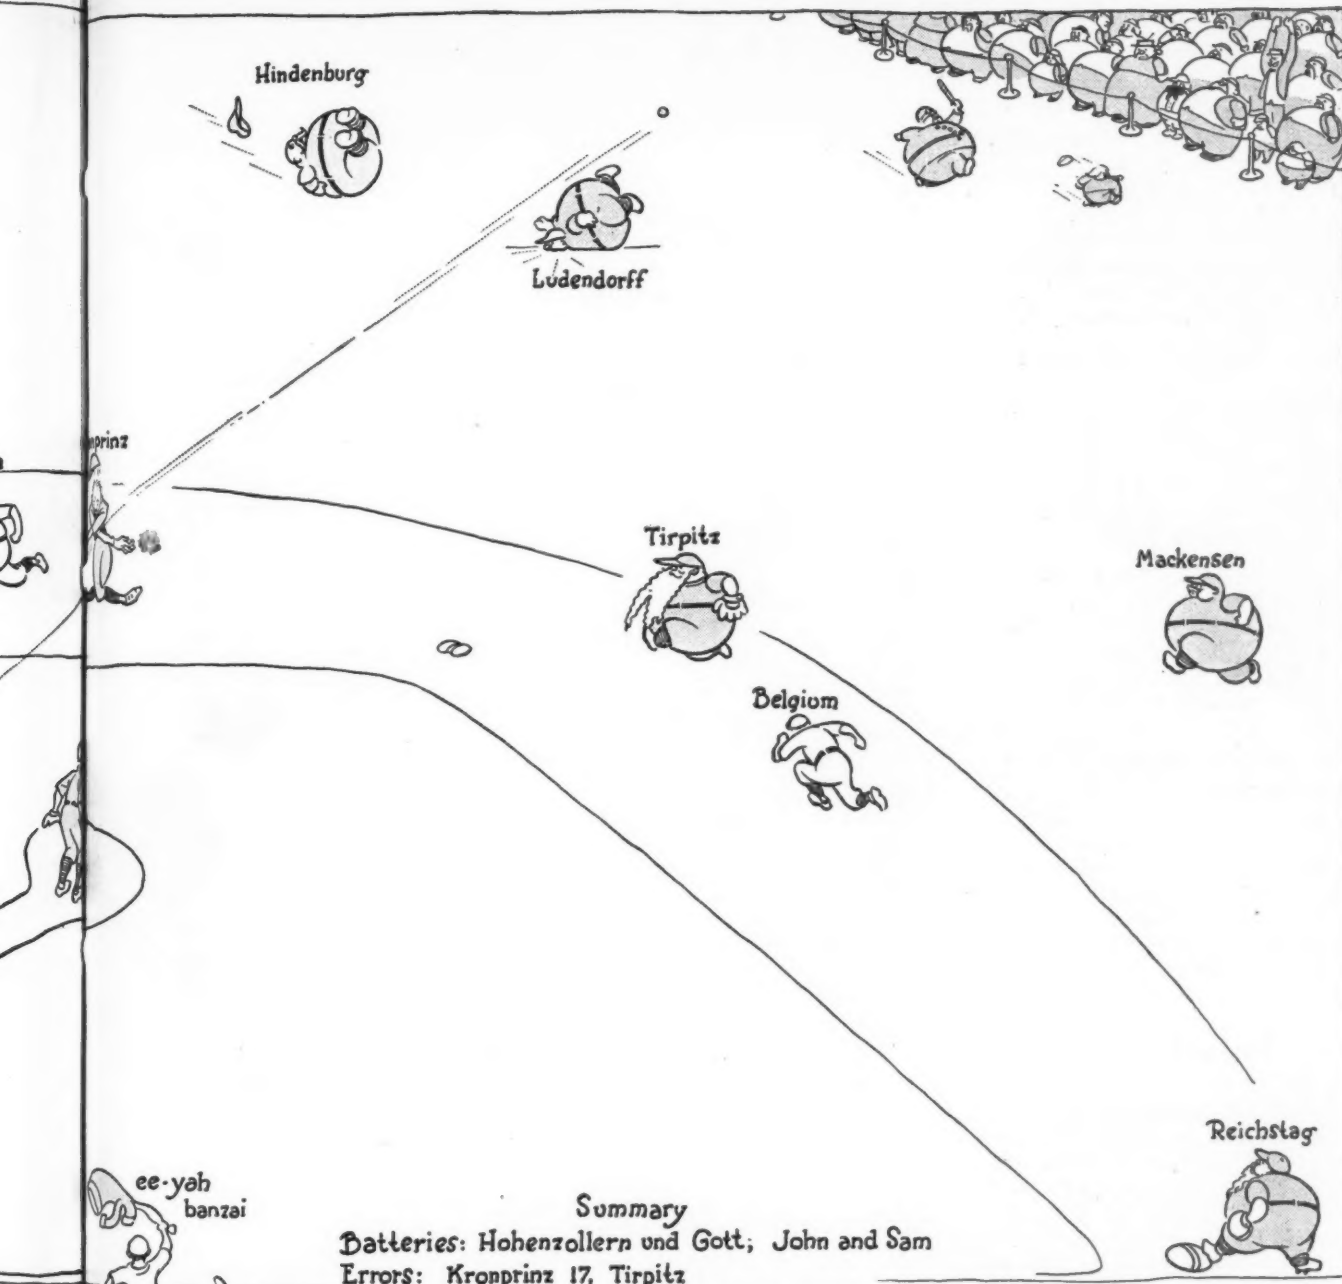 Hindenburg
Ludendorff
nprinz
Tirpitz
Mackensen
Belgium
Reichstag
ee-yah
banzai
Summary
Batteries: Hohenzollern und Gott; John and Sam
Errors: Kronprinz 17, Tirpitz